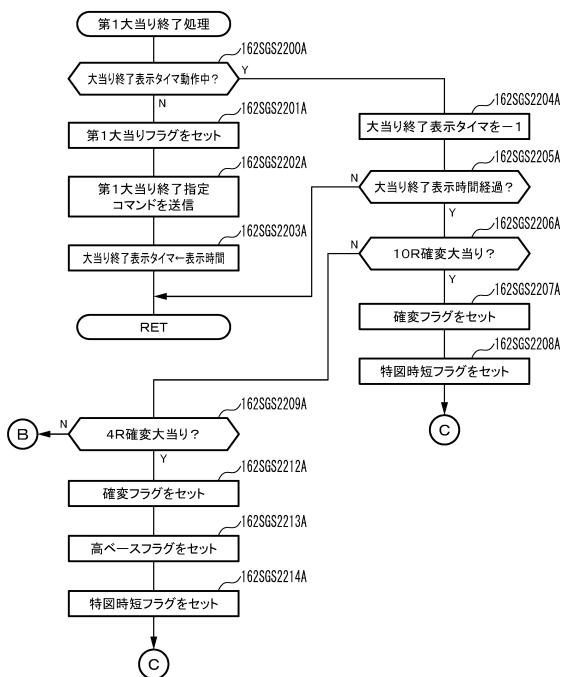 第1大当り終了処理
162SGS2200A
大当り終了表示タイマ動作中？
Y
N
162SGS2201A
第1大当りフラグをセット
162SGS2202A
第1大当り終了指定
コマンドを送信
162SGS2203A
大当り終了表示タイマ←表示時間
RET
162SGS2204A
大当り終了表示タイマを－1
162SGS2205A
N
大当り終了表示時間経過？
Y
162SGS2206A
N
10R確変大当り？
Y
162SGS2207A
確変フラグをセット
162SGS2208A
特図時短フラグをセット
C
162SGS2209A
B
N
4R確変大当り？
Y
162SGS2212A
確変フラグをセット
162SGS2213A
高ベースフラグをセット
162SGS2214A
特図時短フラグをセット
C